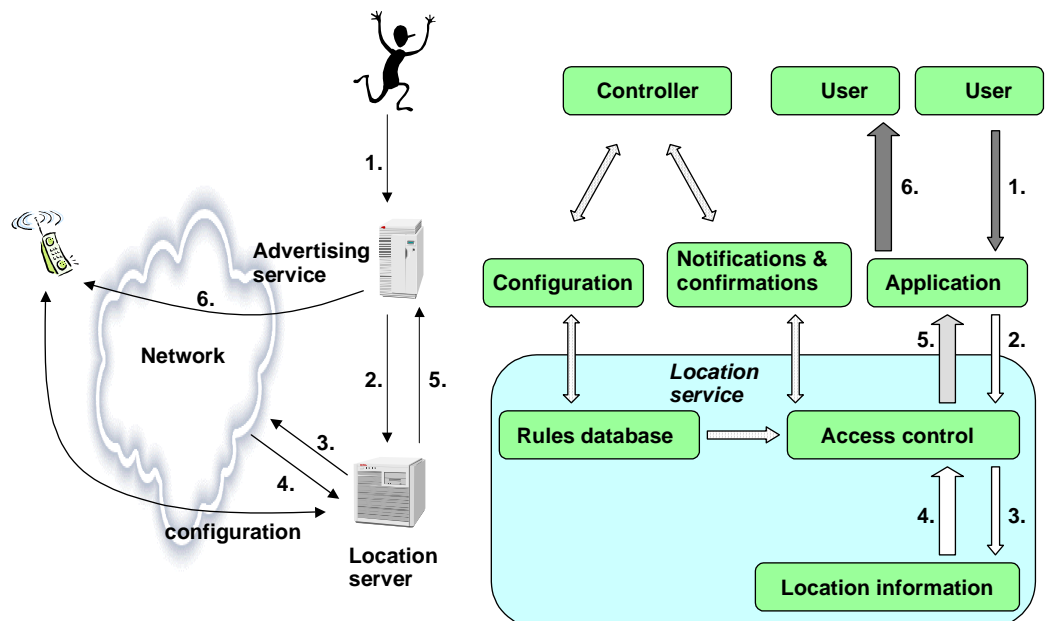 1.
Advertising
service
6.
Network
2.
5.
3.
4.
configuration
Location
server
Controller
User
User
6.
1.
Configuration
Notifications &
confirmations
Application
5.
2.
Location
service
Rules database
Access control
4.
3.
Location information